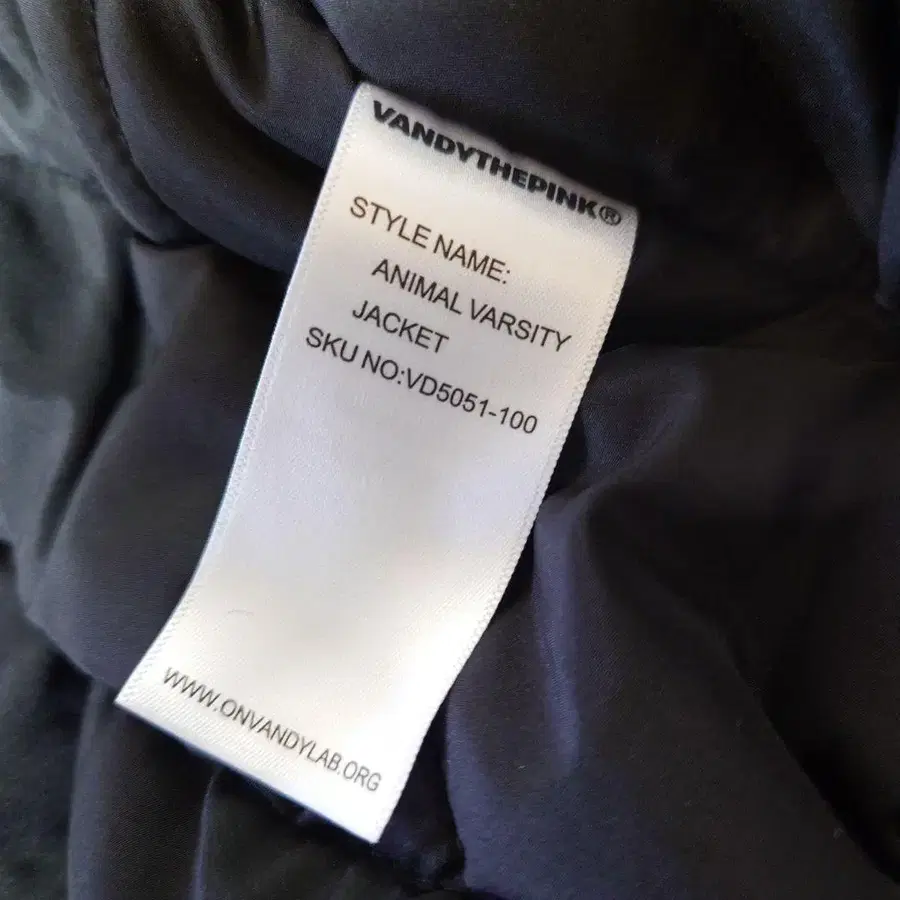 VANDYTHEPINK®
STYLE NAME:
ANIMAL VARSITY
JACKET
SKU NO:VD5051-100
WWW.ONVANDYLAB.ORG